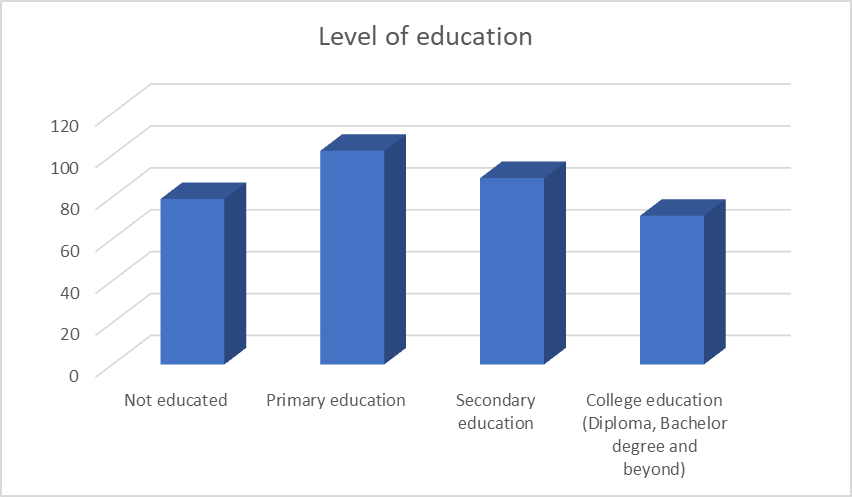 Level of education
120
100
80
60
40
20
0
Not educated
Primary education
Secondary
education
College education
(Diploma, Bachelor
degree and
beyond)